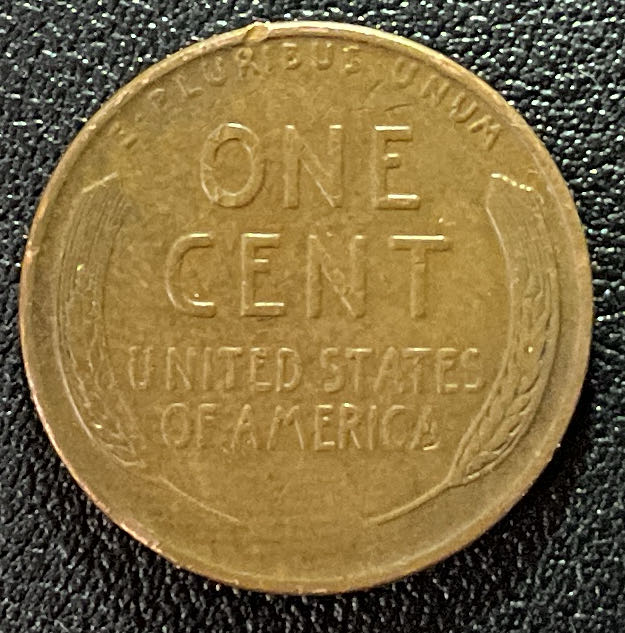 E·PLURIBUS·UNUM
ONE
CENT
UNITED STATES
OF AMERICA